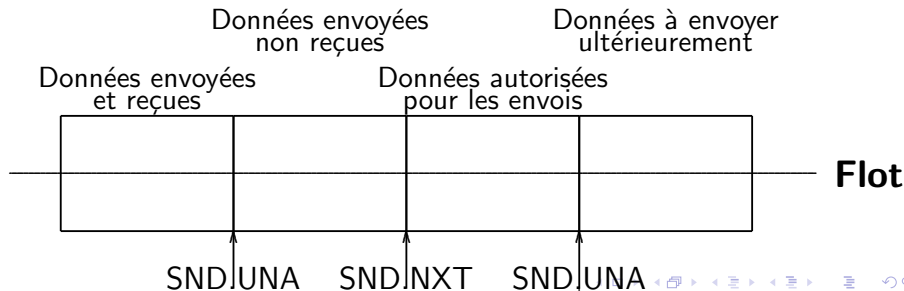 Données envoyées
non reçues
Données à envoyer
ultérieurement
Données envoyées
et reçues
Données autorisées
pour les envois
Flot
SND.UNA
SND.NXT
SND.UNA